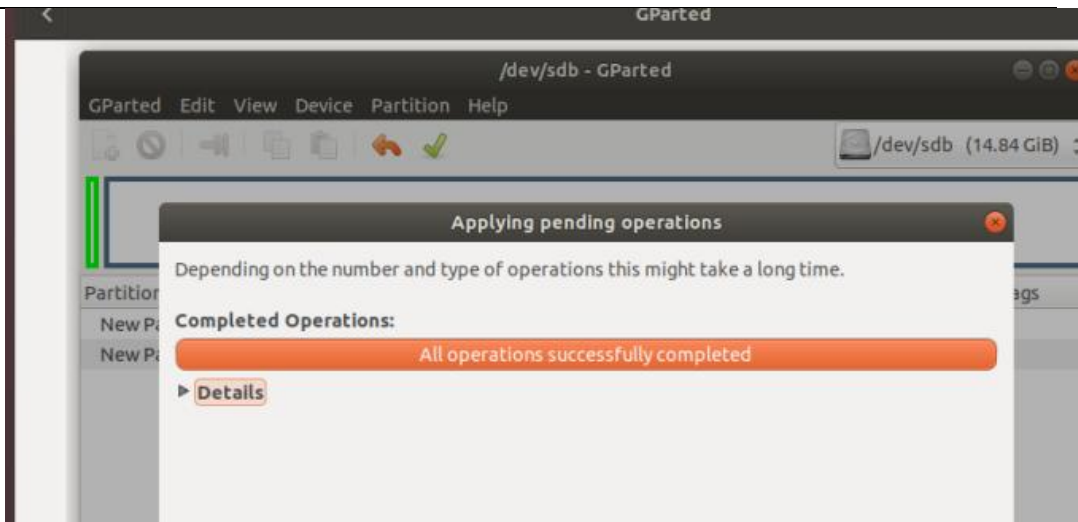 GParted
/dev/sdb - GParted
GParted Edit View Device Partition Help
/dev/sdb (14.84 GiB)
Applying pending operations
Depending on the number and type of operations this might take a long time.
Completed Operations:
All operations successfully completed
Details
New
New